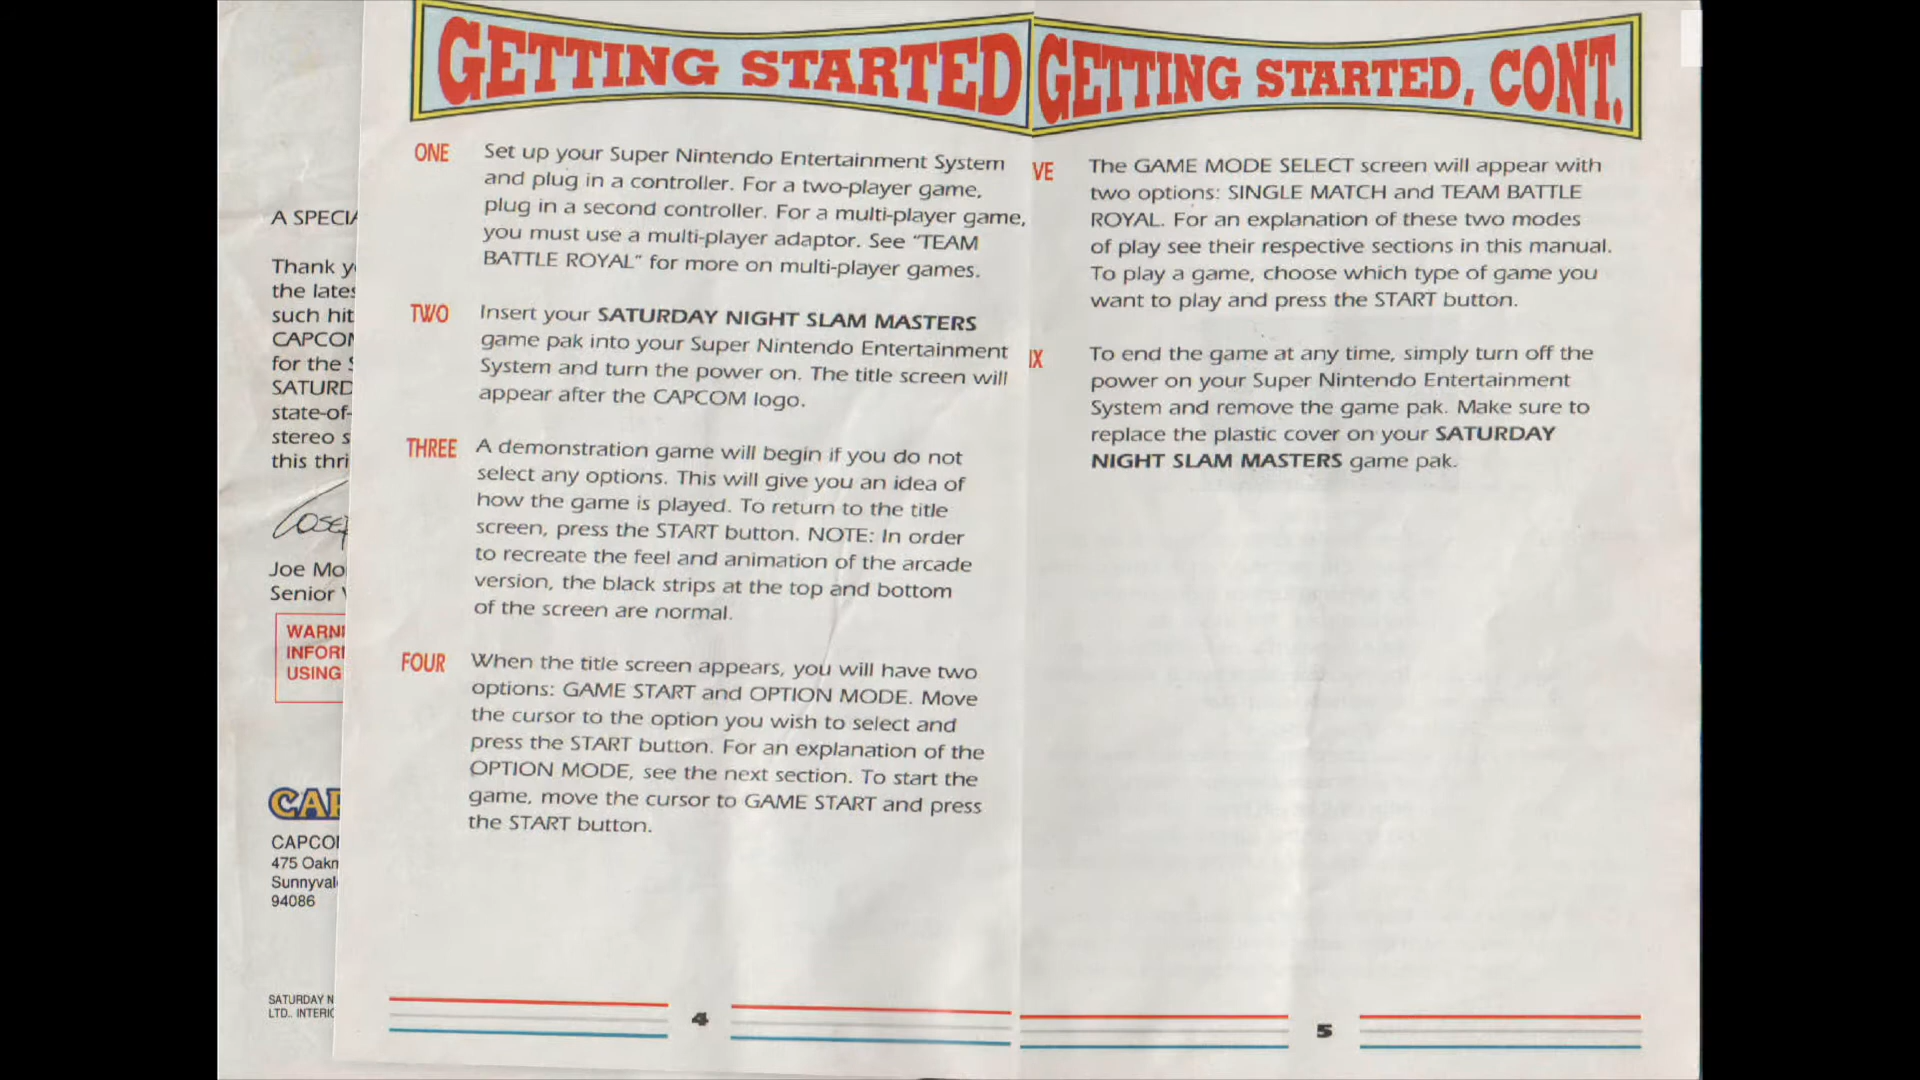 A SPECIA
Thank y
the lates
such hit
CAPCOM
for the S
SATURD
state-of-
stereo s
this thri
Joe Mo
Senior V
WARNI
INFORI
USING
CAP
CAPCOI
475 Oakm
Sunnyval
94086
SATURDAY N
LTD.. INTERIC
GETTING STARTED
ONE Set up your Super Nintendo Entertainment System
and plug in a controller. For a two-player game,
plug in a second controller. For a multi-player game,
you must use a multi-player adaptor. See "TEAM
BATTLE ROYAL" for more on multi-player games.
TWO Insert your SATURDAY NIGHT SLAM MASTERS
game pak into your Super Nintendo Entertainment
System and turn the power on. The title screen will
appear after the CAPCOM logo.
THREE A demonstration game will begin if you do not
select any options. This will give you an idea of
how the game is played. To return to the title
screen, press the START button. NOTE: In order
to recreate the feel and animation of the arcade
version, the black strips at the top and bottom
of the screen are normal.
FOUR When the title screen appears, you will have two
options: GAME START and OPTION MODE. Move
the cursor to the option you wish to select and
press the START button. For an explanation of the
OPTION MODE, see the next section. To start the
game, move the cursor to GAME START and press
the START button.
4
GETTING STARTED, CONT.
VE The GAME MODE SELECT screen will appear with
two options: SINGLE MATCH and TEAM BATTLE
ROYAL. For an explanation of these two modes
of play see their respective sections in this manual.
To play a game, choose which type of game you
want to play and press the START button.
IX To end the game at any time, simply turn off the
power on your Super Nintendo Entertainment
System and remove the game pak. Make sure to
replace the plastic cover on your SATURDAY
NIGHT SLAM MASTERS game pak.
5